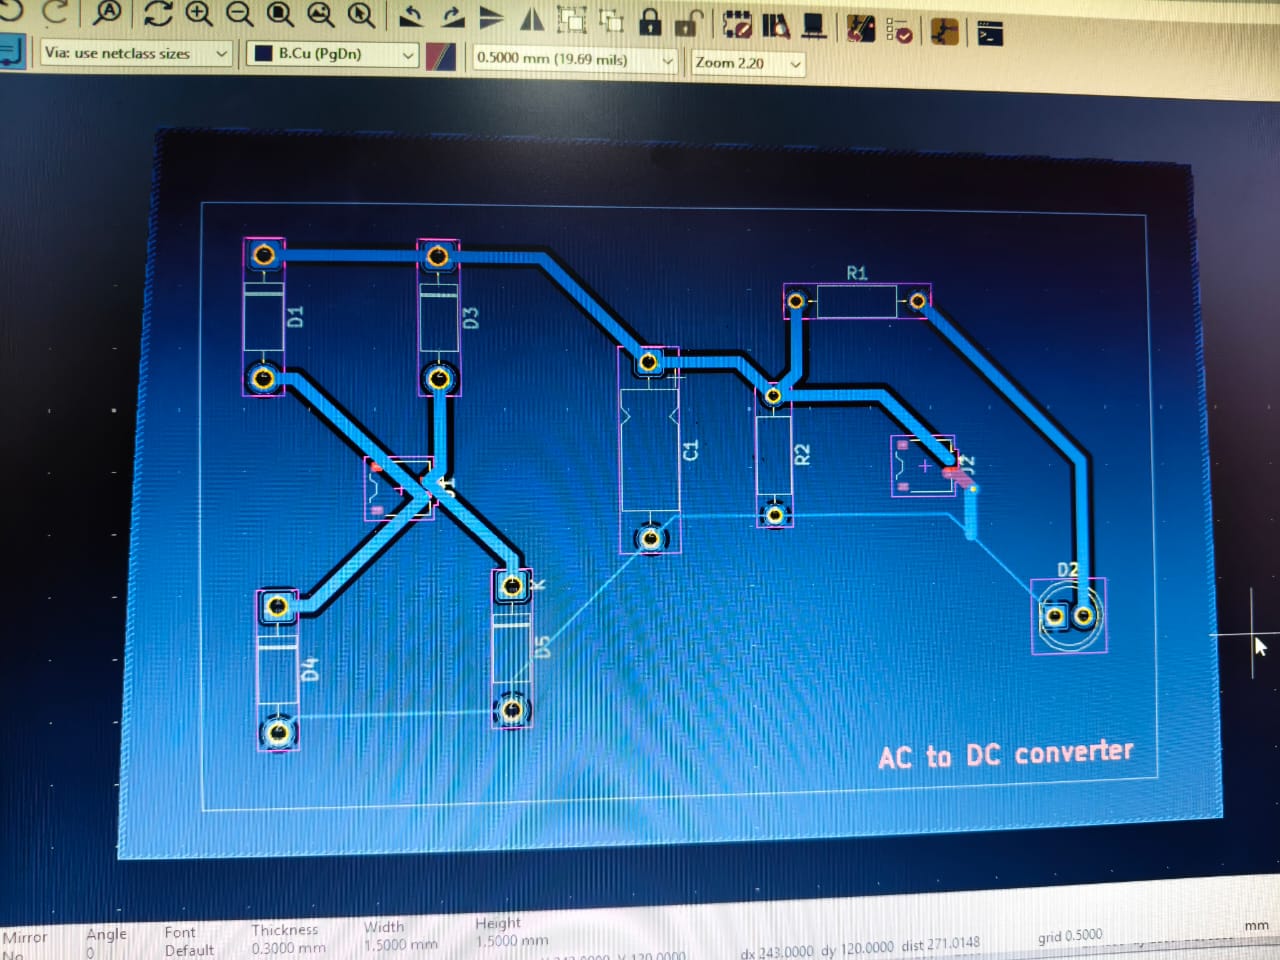 Via: use netclass sizes
B.Cu (PgDn)
0.5000 mm (19.69 mils)
Zoom 2.20
R1
D1
D3
C1
R2
J2
D2
K
D5
D4
AC to DC converter
Mirror
Angle
Font
Thickness
Width
Height
No
0
Default
0.3000 mm
1.5000 mm
1.5000 mm
dx 243.0000 dy 120.0000 dist 271.0148
grid 0.5000
mm